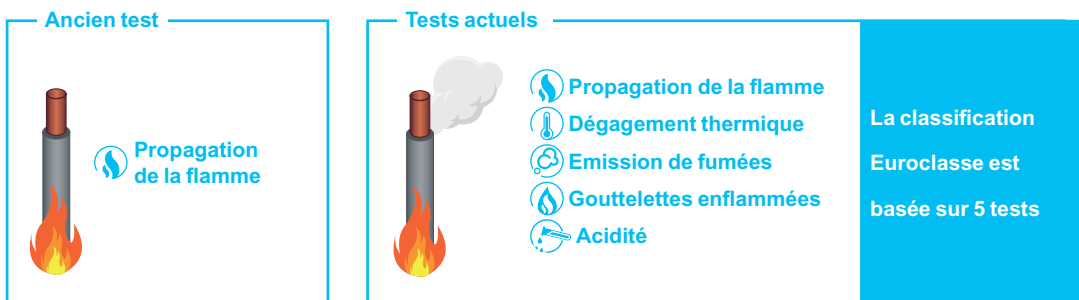 Ancien test
Propagation
de la flamme
Tests actuels
Propagation de la flamme
Dégagement thermique
Emission de fumées
Gouttelettes enflammées
Acidité
La classification
Euroclasse est
basée sur 5 tests